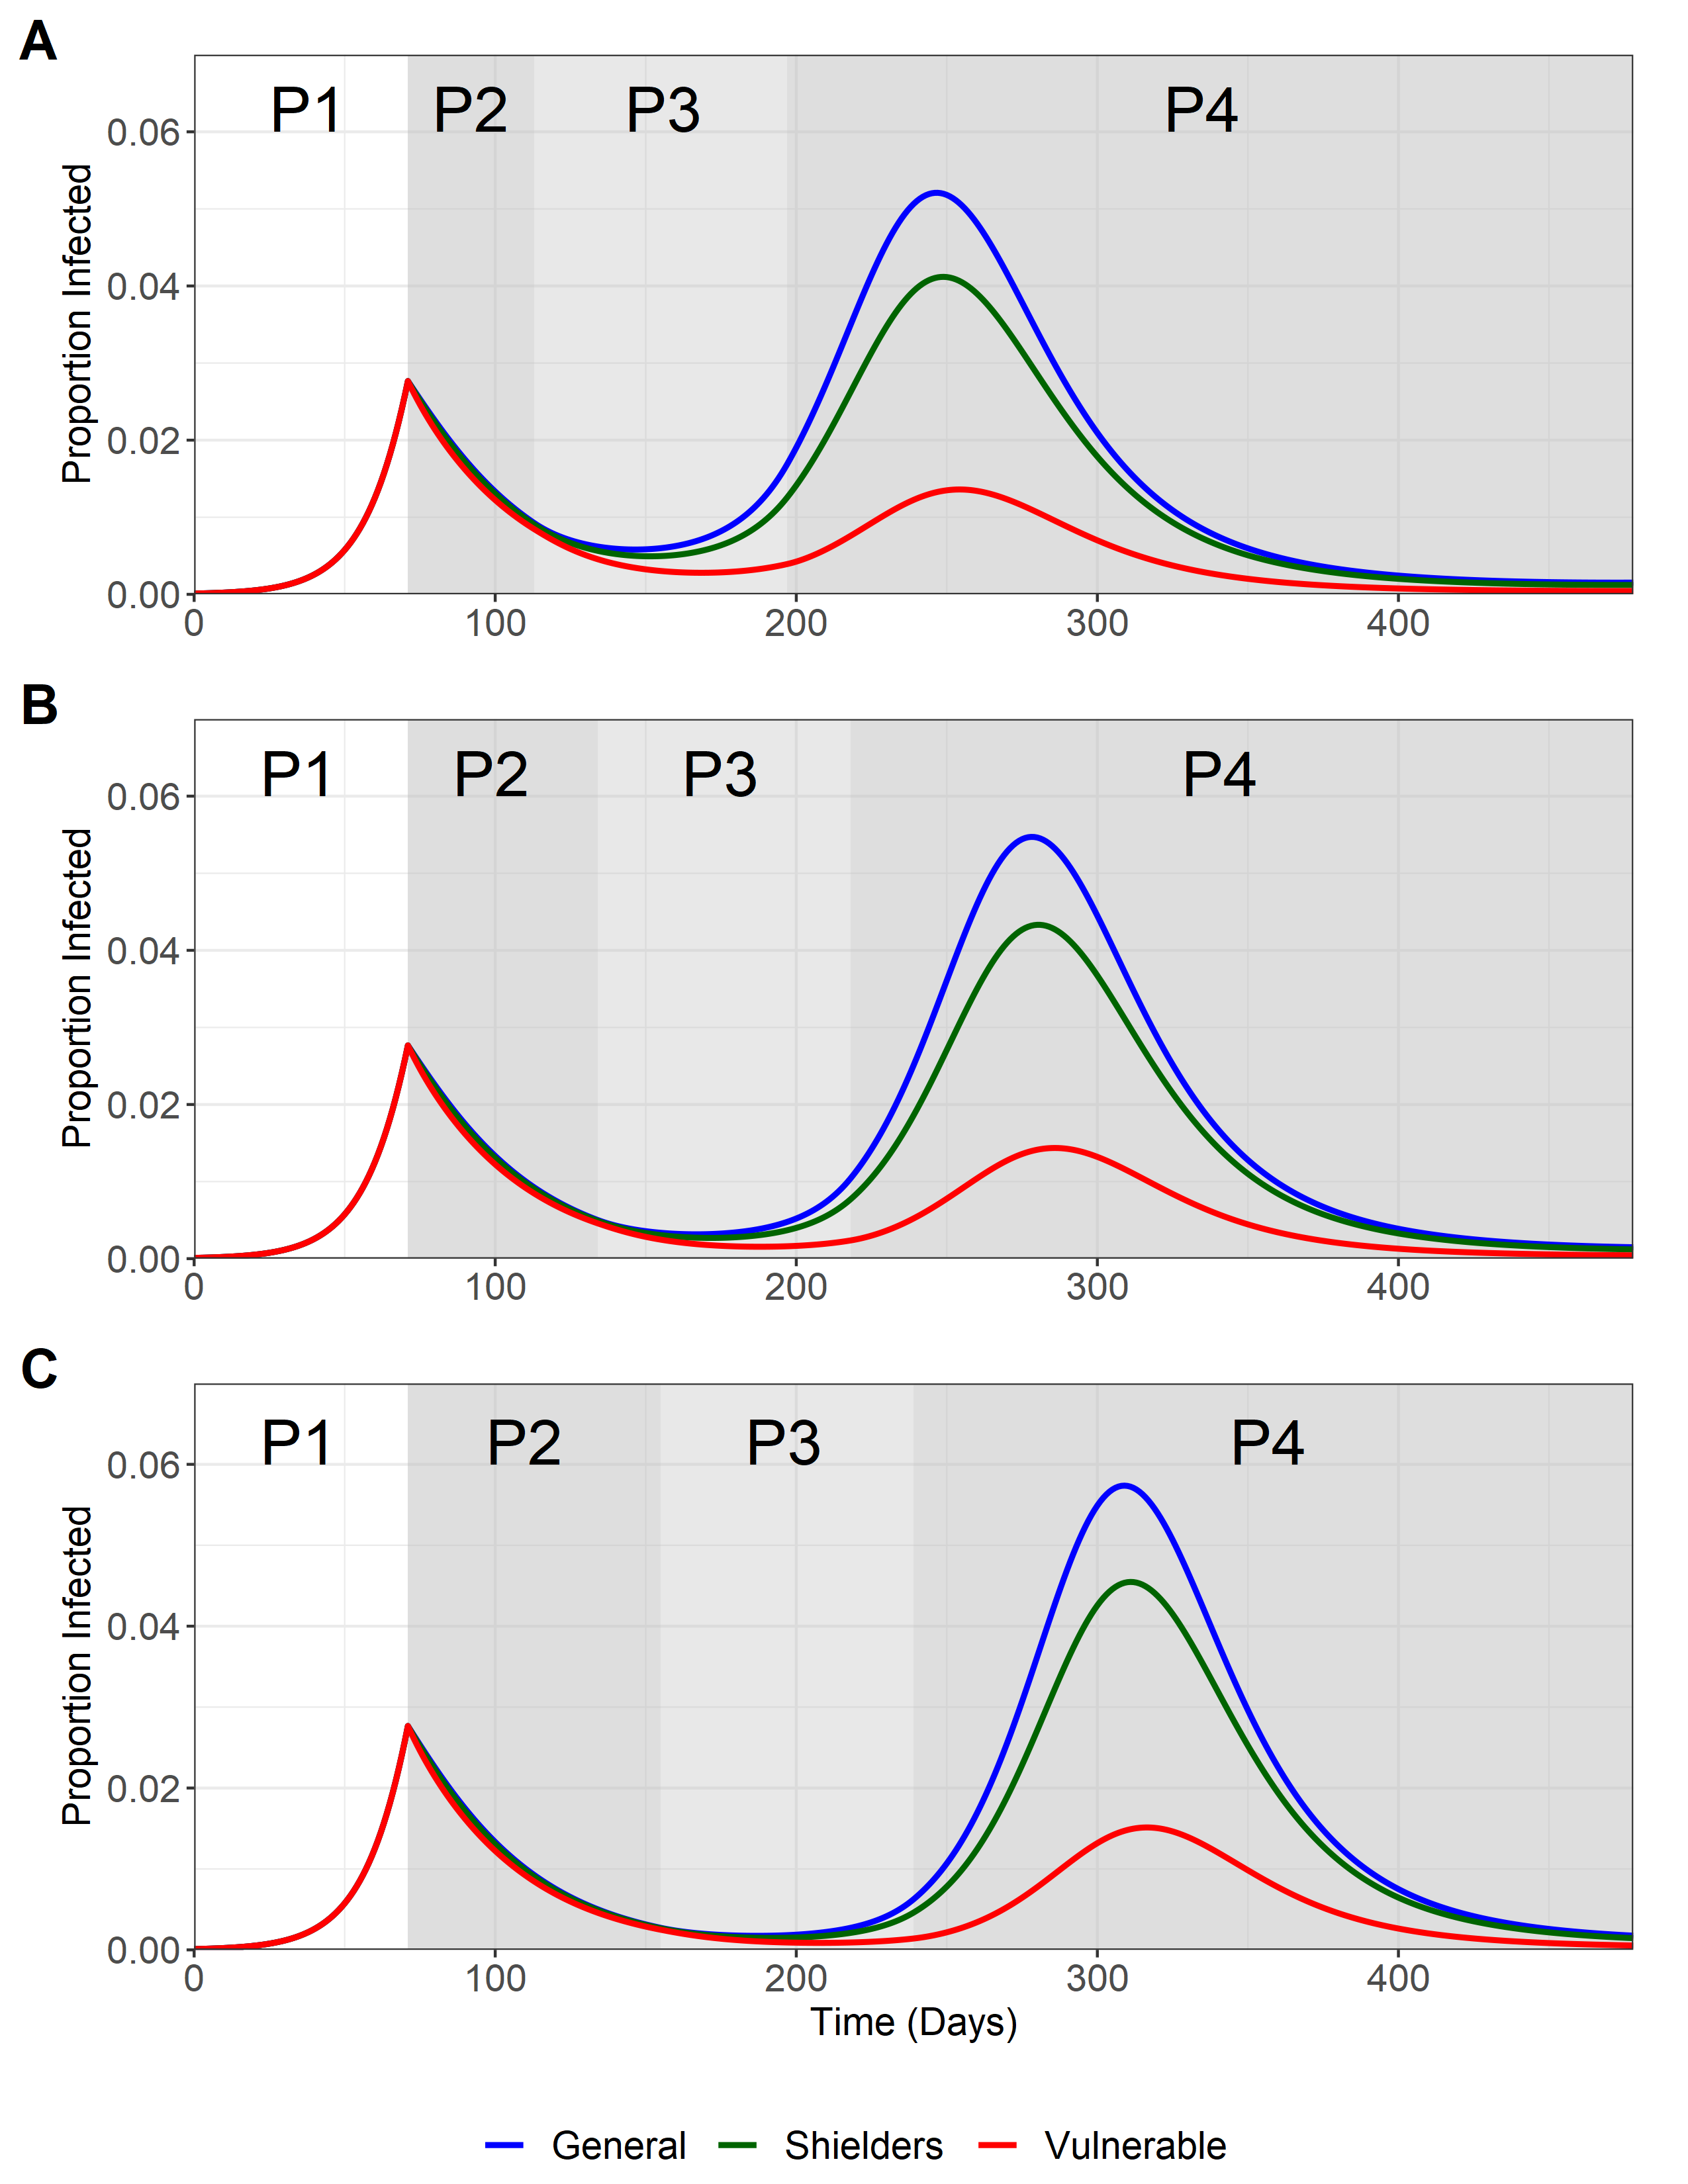 A
P1 P2 P3 P4
Proportion Infected
0.06
0.04
0.02
0.00
0 100 200 300 400
B
P1 P2 P3 P4
Proportion Infected
0.06
0.04
0.02
0.00
0 100 200 300 400
C
P1 P2 P3 P4
Proportion Infected
0.06
0.04
0.02
0.00
0 100 200 300 400
Time (Days)
General Shielders Vulnerable